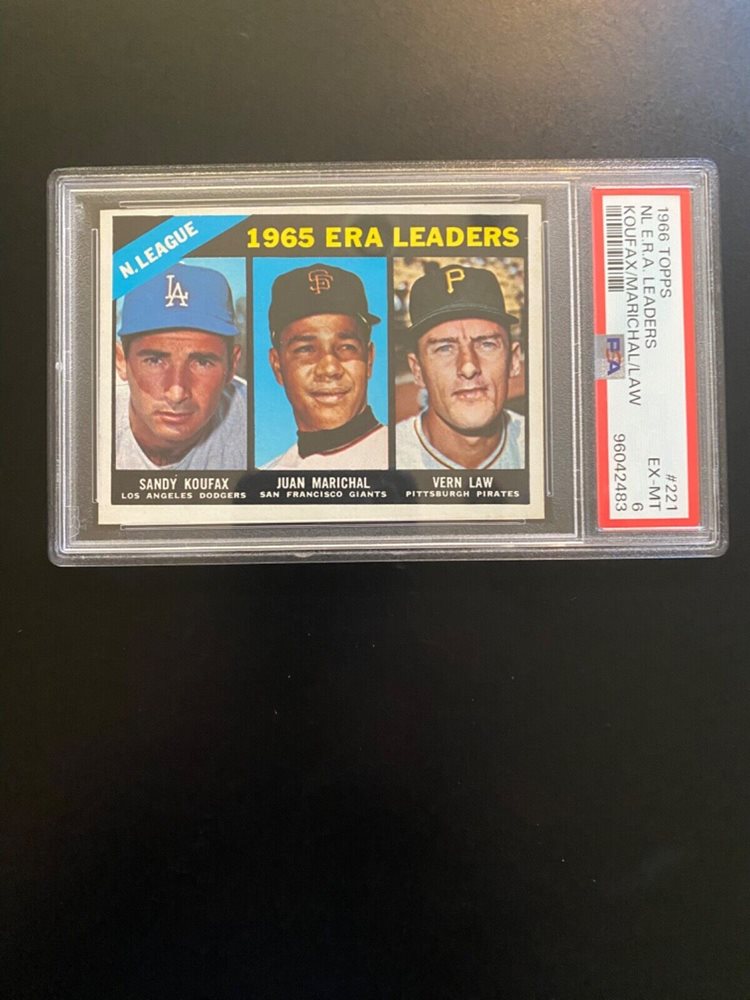 N. LEAGUE
1965 ERA LEADERS
LA
SF
P
SANDY KOUFAX
LOS ANGELES DODGERS
JUAN MARICHAL
SAN FRANCISCO GIANTS
VERN LAW
PITTSBURGH PIRATES
1966 TOPPS #221
NL E.R.A. LEADERS EX-MT
KOUFAX/MARICHAL/LAW 6
PSA 96042483